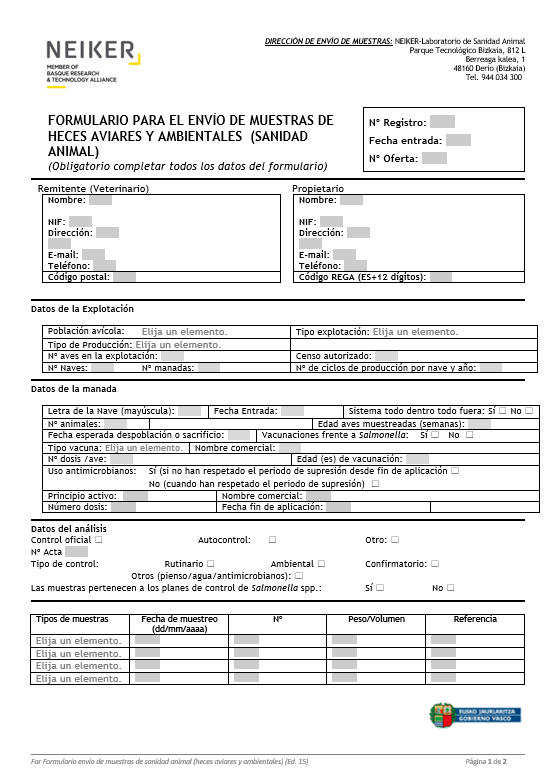 NEIKER
MEMBER OF
BASQUE RESEARCH
& TECHNOLOGY ALLIANCE
DIRECCIÓN DE ENVÍO DE MUESTRAS: NEIKER-Laboratorio de Sanidad Animal
Parque Tecnológico Bizkaia, 812 L
Berreaga kalea, 1
48160 Derio (Bizkaia)
Tel. 944 034 300
FORMULARIO PARA EL ENVÍO DE MUESTRAS DE
HECES AVIARES Y AMBIENTALES (SANIDAD
ANIMAL)
(Obligatorio completar todos los datos del formulario)
Nº Registro:
Fecha entrada:
Nº Oferta:
Remitente (Veterinario)
Nombre:
NIF:
Dirección:
E-mail:
Teléfono:
Código postal:
Propietario
Nombre:
NIF:
Dirección:
E-mail:
Teléfono:
Código REGA (ES+12 dígitos):
Datos de la Explotación
Población avícola: Elija un elemento. Tipo explotación: Elija un elemento.
Tipo de Producción: Elija un elemento.
Nº aves en la explotación: Censo autorizado:
Nº Naves: Nº manadas: Nº de ciclos de producción por nave y año:
Datos de la manada
Letra de la Nave (mayúscula): Fecha Entrada: Sistema todo dentro todo fuera: Sí ☐ No ☐
Nº animales: Edad aves muestreadas (semanas):
Fecha esperada despoblación o sacrificio: Vacunaciones frente a Salmonella: Sí ☐ No ☐
Tipo vacuna: Elija un elemento. Nombre comercial:
Nº dosis /ave: Edad (es) de vacunación:
Uso antimicrobianos: Sí (si no han respetado el periodo de supresión desde fin de aplicación ☐
No (cuando han respetado el periodo de supresión) ☐
Principio activo: Nombre comercial:
Número dosis: Fecha fin de aplicación:
Datos del análisis
Control oficial ☐ Autocontrol: ☐ Otro: ☐
Nº Acta
Tipo de control: Rutinario ☐ Ambiental ☐ Confirmatorio: ☐
Otros (pienso/agua/antimicrobianos): ☐
Las muestras pertenecen a los planes de control de Salmonella spp.: Sí ☐ No ☐
Tipos de muestras Fecha de muestreo Nº Peso/Volumen Referencia
(dd/mm/aaaa)
Elija un elemento.
Elija un elemento.
Elija un elemento.
Elija un elemento.
EUSKO JAURLARITZA
GOBIERNO VASCO
For Formulario envío de muestras de sanidad animal (heces aviares y ambientales) (Ed. 15) Página 1 de 2